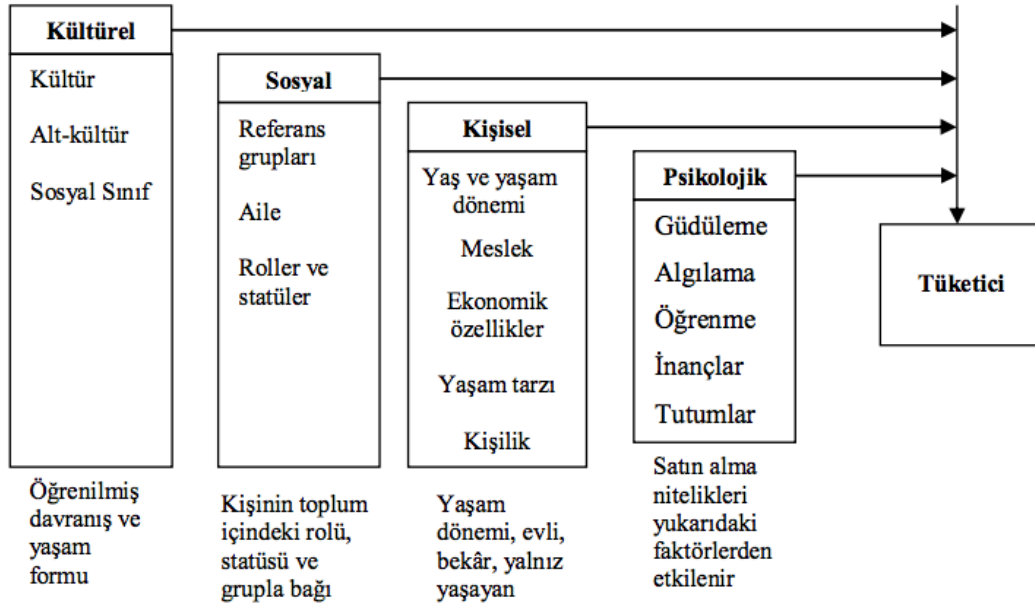 Kültürel
Kültür
Alt-kültür
Sosyal Sınıf
Öğrenilmiş
davranış ve
yaşam
formu
Sosyal
Referans
grupları
Aile
Roller ve
statüler
Kişinin toplum
içindeki rolü,
statüsü ve
grupla bağı
Kişisel
Yaş ve yaşam
dönemi
Meslek
Ekonomik
özellikler
Yaşam tarzı
Kişilik
Yaşam
dönemi, evli,
bekâr, yalnız
yaşayan
Psikolojik
Güdüleme
Algılama
Öğrenme
İnançlar
Tutumlar
Satın alma
nitelikleri
yukarıdaki
faktörlerden
etkilenir
Tüketici